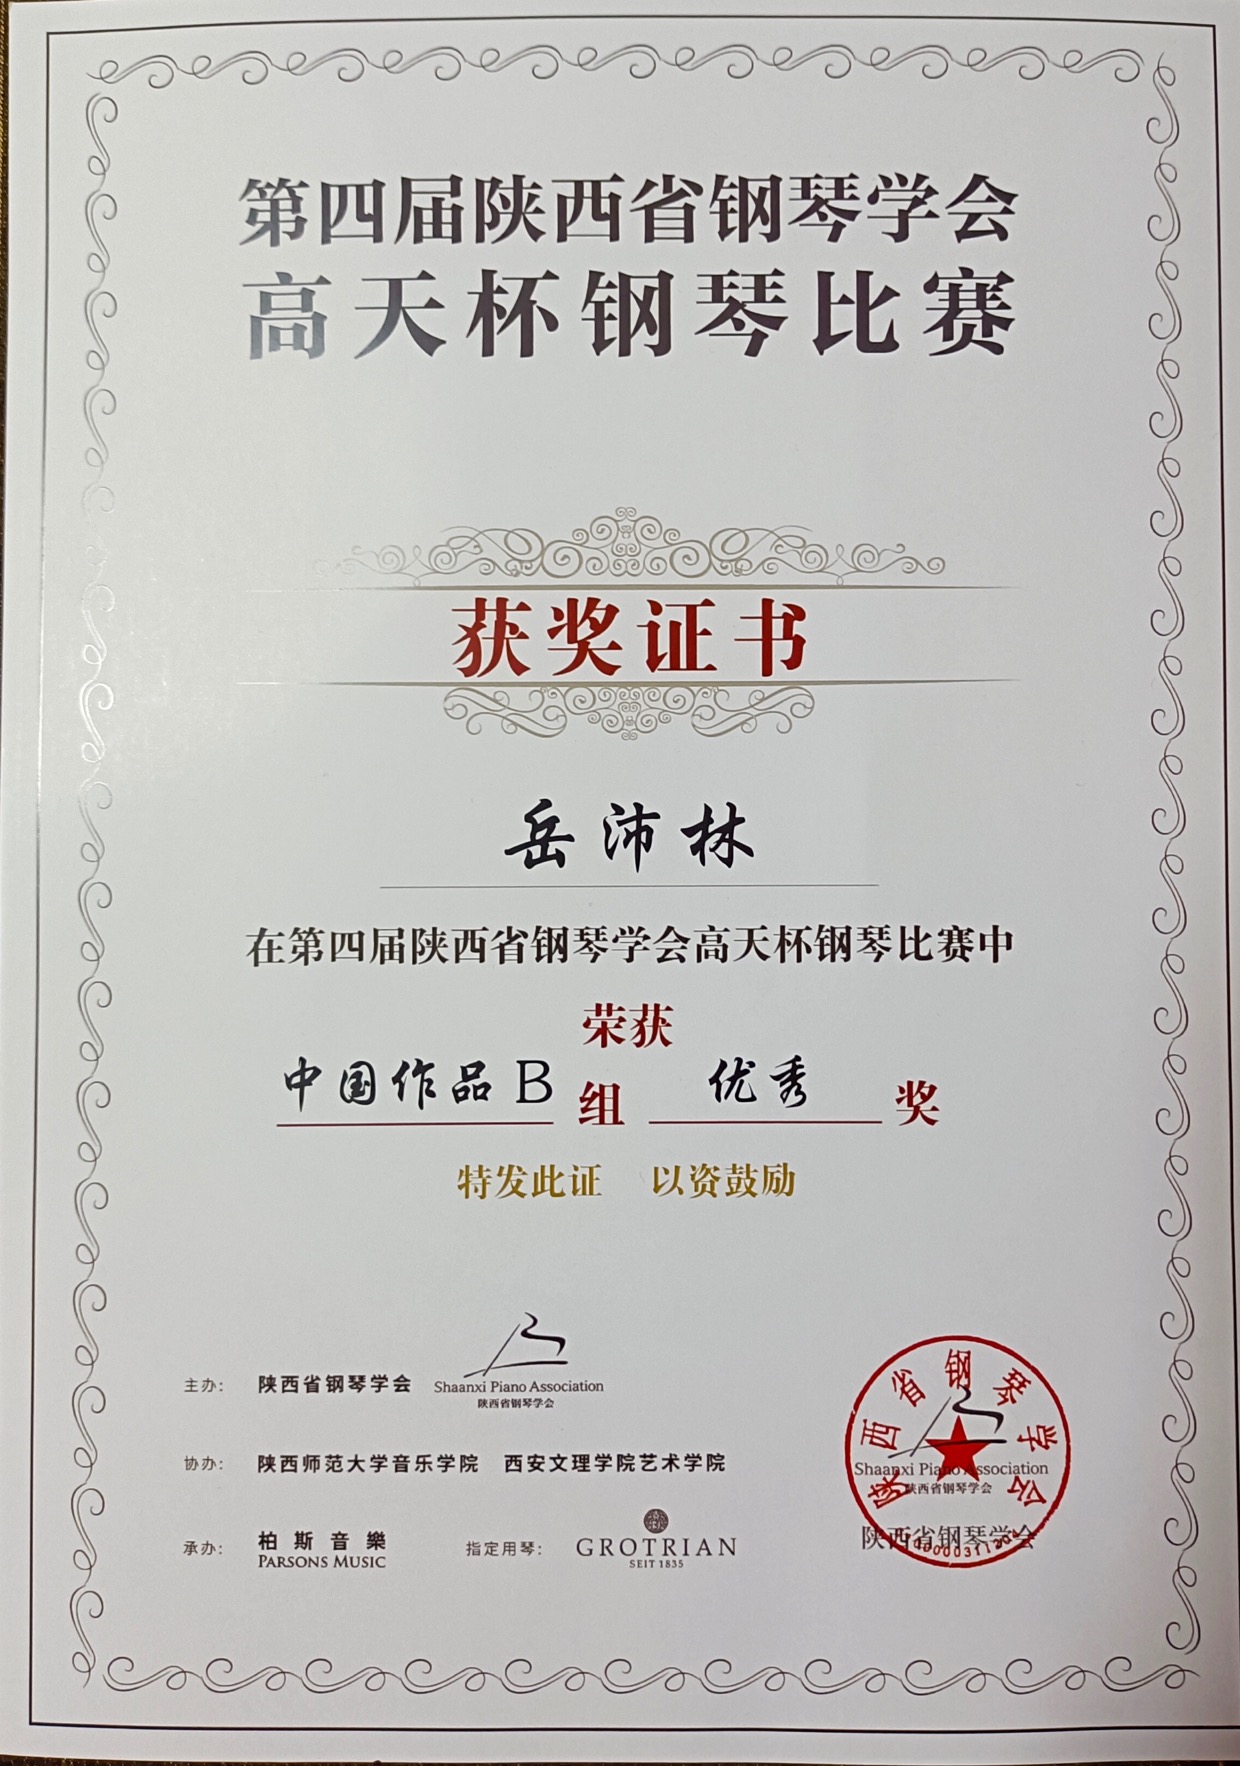 第四届陕西省钢琴学会
高天杯钢琴比赛
获奖证书
岳沛林
在第四届陕西省钢琴学会高天杯钢琴比赛中
荣获
中国作品B 组 优秀 奖
特发此证 以资鼓励
主办： 陕西省钢琴学会 Shaanxi Piano Association
陕西省钢琴学会
协办： 陕西师范大学音乐学院 西安文理学院艺术学院
承办： 柏斯音樂
PARSONS MUSIC
指定用琴： GROTRIAN
SEIT 1835
陕西省钢琴学会
Shaanxi Piano Association
陕西省钢琴学会
陕西省钢琴学会